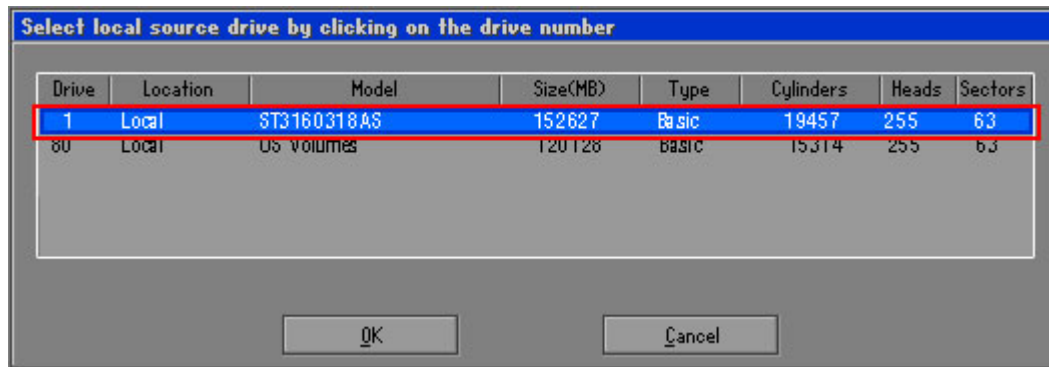 Select local source drive by clicking on the drive number
Drive Location Model Size(MB) Type Cylinders Heads Sectors
1 Local ST3160318AS 152627 Basic 19457 255 63
80 Local OS Volumes 120128 Basic 15314 255 63
OK Cancel